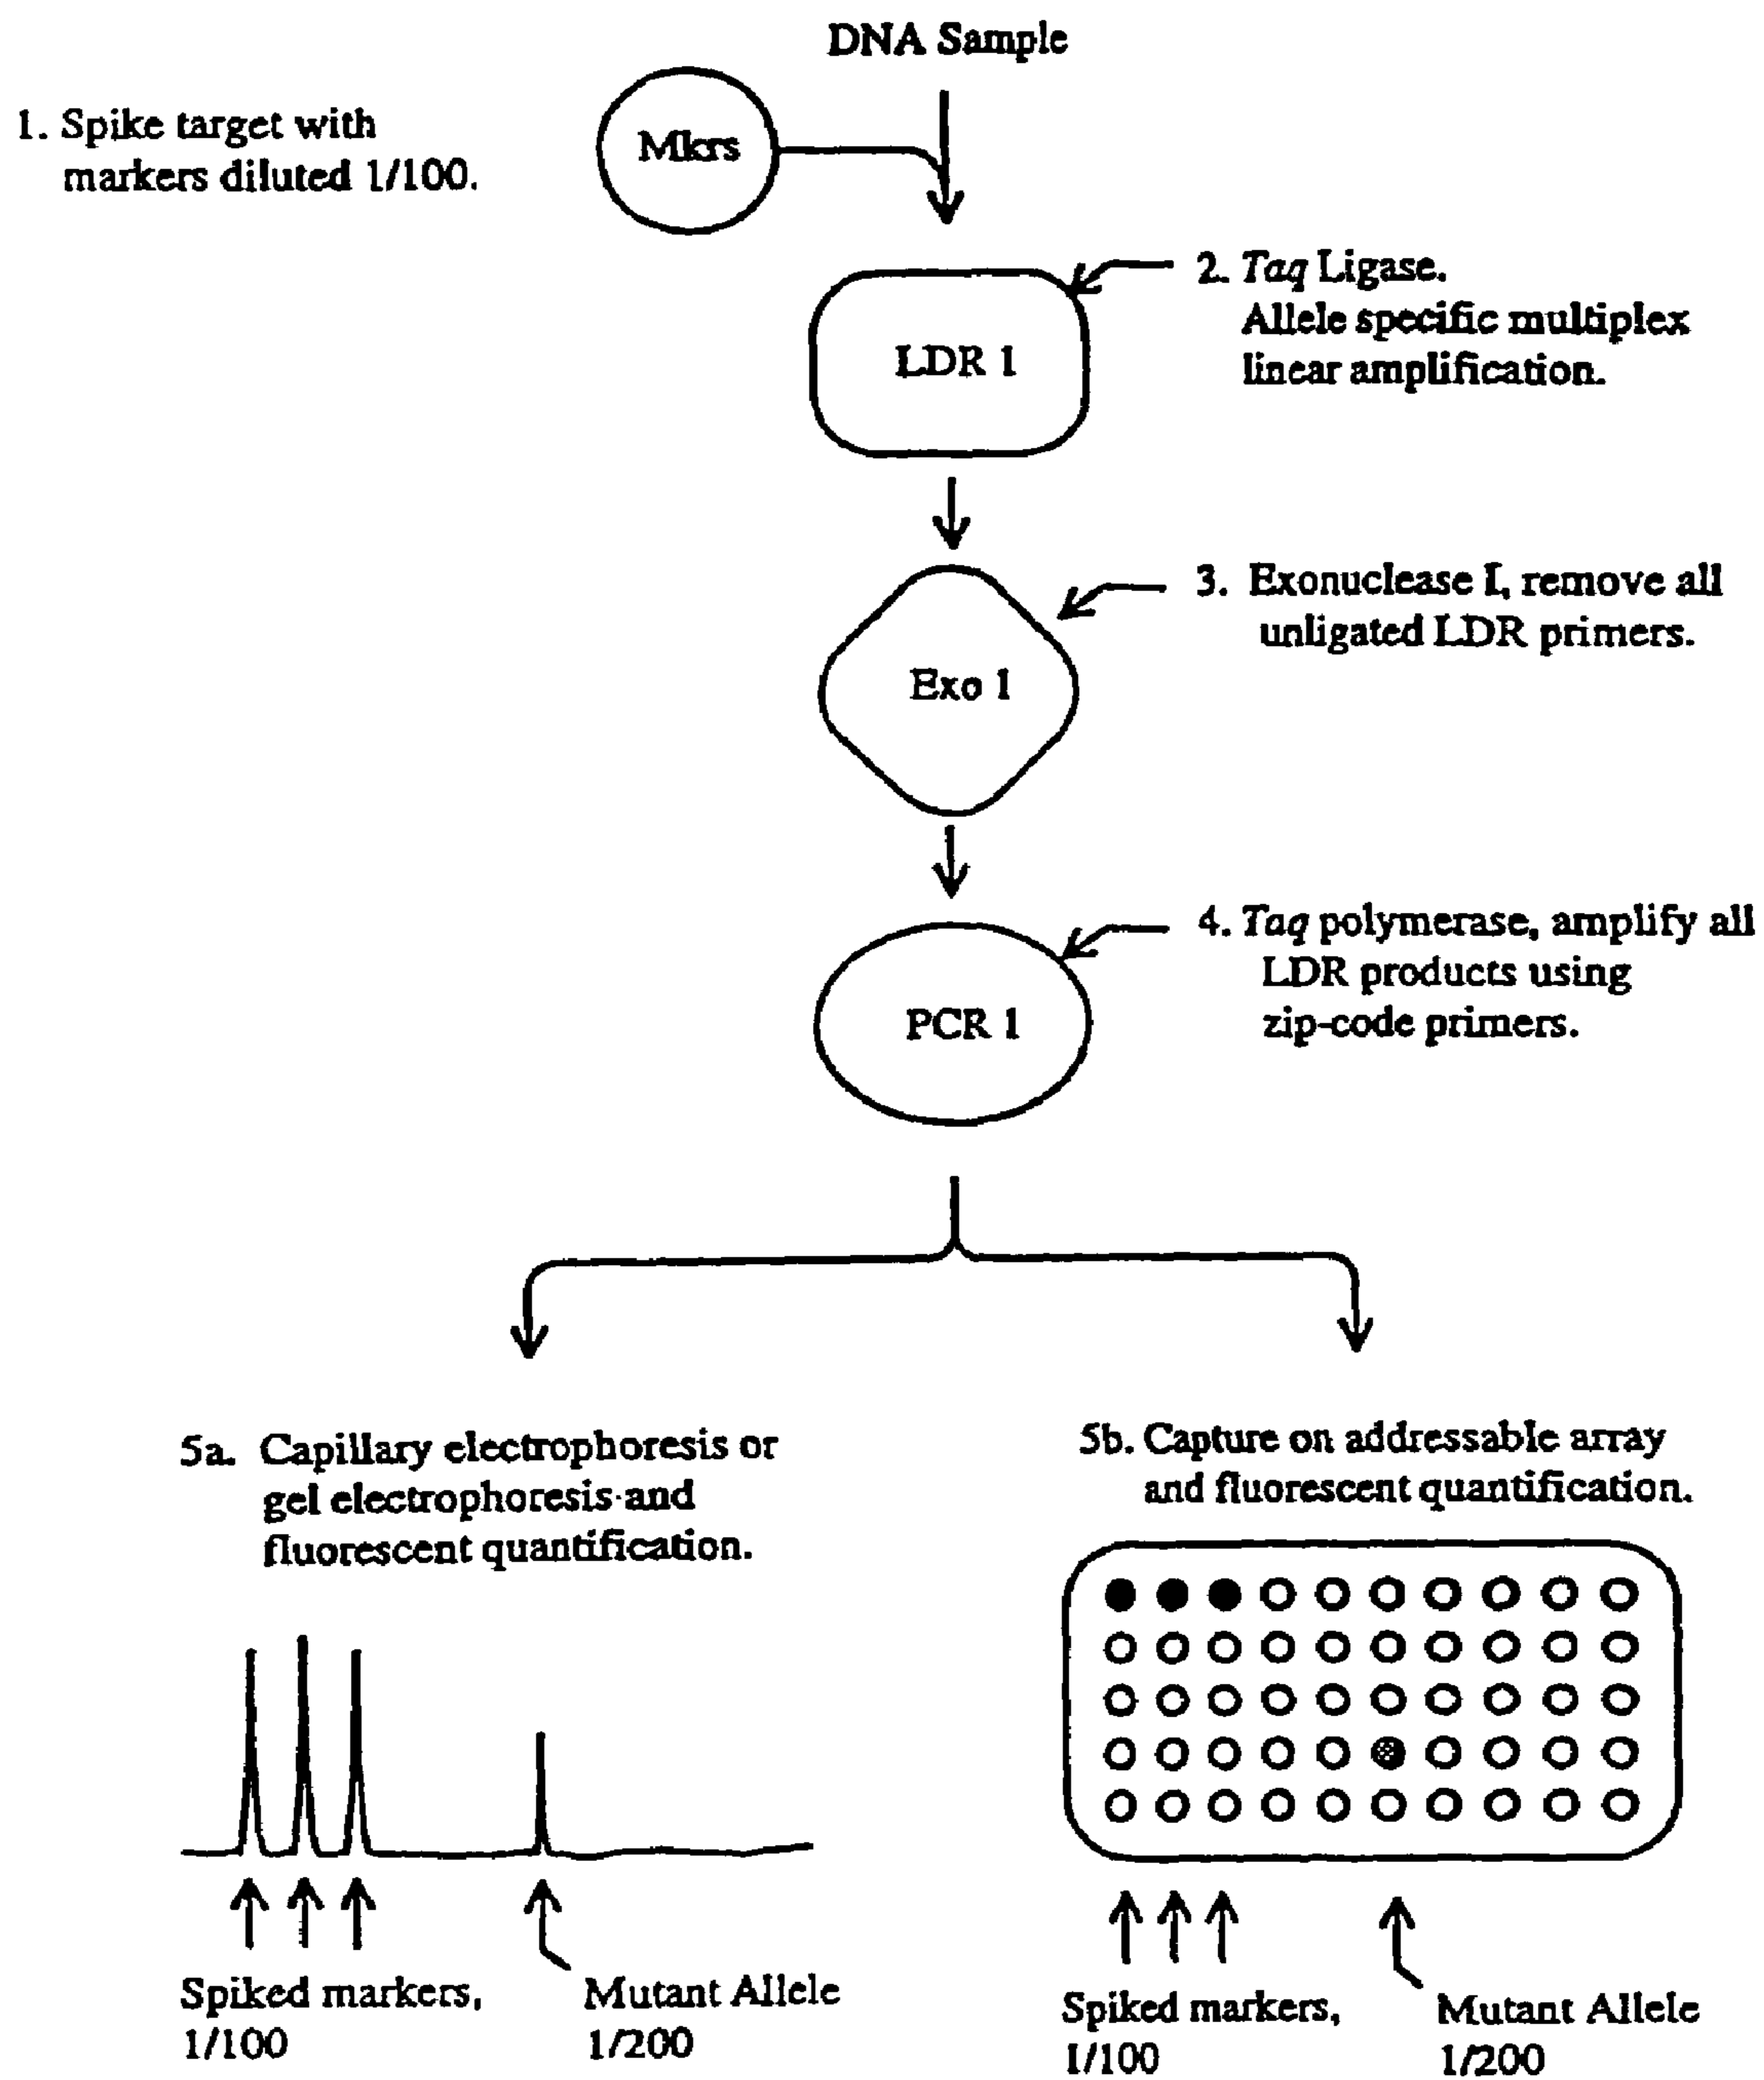 DNA Sample
1. Spike target with
markers diluted 1/100.
Mkrs
2. Taq Ligase.
Allele specific multiplex
linear amplification.
LDR 1
3. Exonuclease I, remove all
unligated LDR primers.
Exo 1
4. Taq polymerase, amplify all
LDR products using
zip-code primers.
PCR 1
5a. Capillary electrophoresis or
gel electrophoresis and
fluorescent quantification.
5b. Capture on addressable array
and fluorescent quantification.
Spiked markers,
1/100
Mutant Allele
1/200
Spiked markers,
1/100
Mutant Allele
1/200